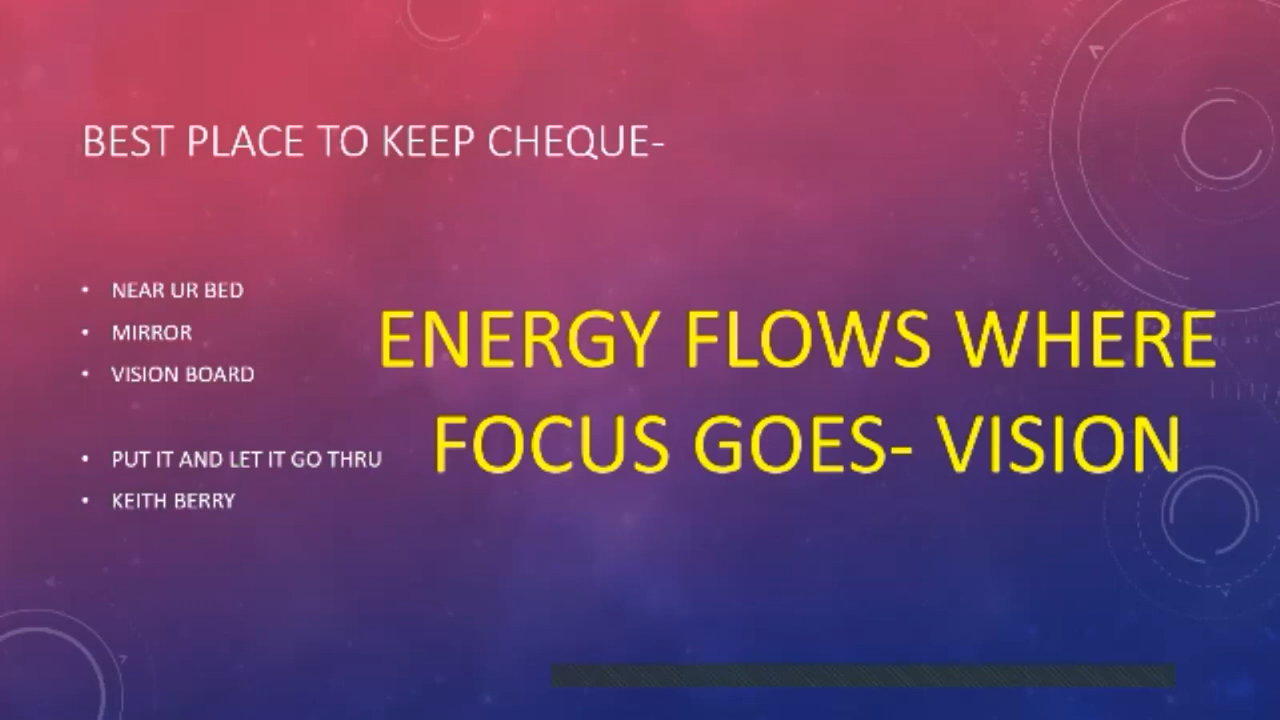 BEST PLACE TO KEEP CHEQUE-
• NEAR UR BED
• MIRROR
• VISION BOARD
• PUT IT AND LET IT GO THRU
• KEITH BERRY
ENERGY FLOWS WHERE
FOCUS GOES- VISION